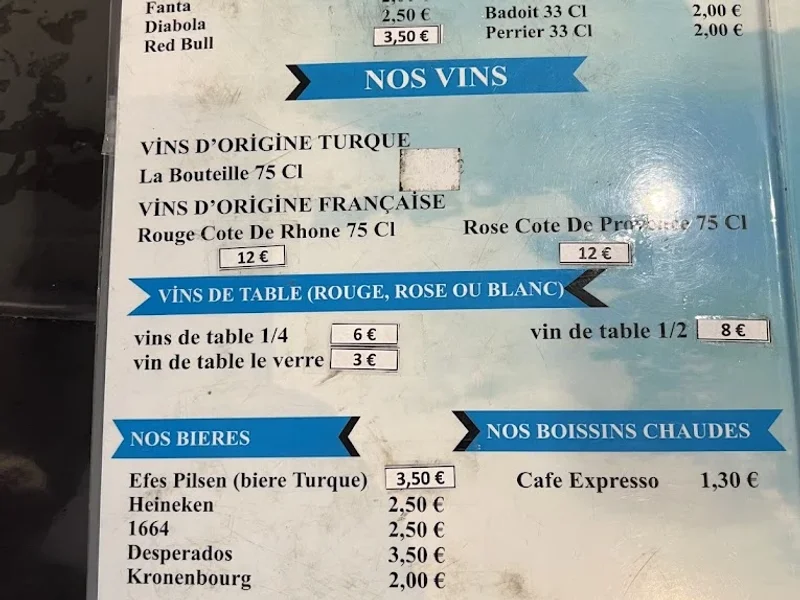 Fanta
Diabola 2,50 € Badoit 33 Cl 2,00 €
Red Bull 3,50 € Perrier 33 Cl 2,00 €
NOS VINS
VİNS D'ORİGİNE TURQUE
La Bouteille 75 Cl
VİNS D'ORİGİNE FRANÇAİSE
Rouge Cote De Rhone 75 Cl Rose Cote De Provence 75 Cl
12 € 12 €
VİNS DE TABLE (ROUGE, ROSE OU BLANC)
vins de table 1/4 6 € vin de table 1/2 8 €
vin de table le verre 3 €
NOS BIERES NOS BOISSINS CHAUDES
Efes Pilsen (biere Turque) 3,50 € Cafe Expresso 1,30 €
Heineken 2,50 €
1664 2,50 €
Desperados 3,50 €
Kronenbourg 2,00 €